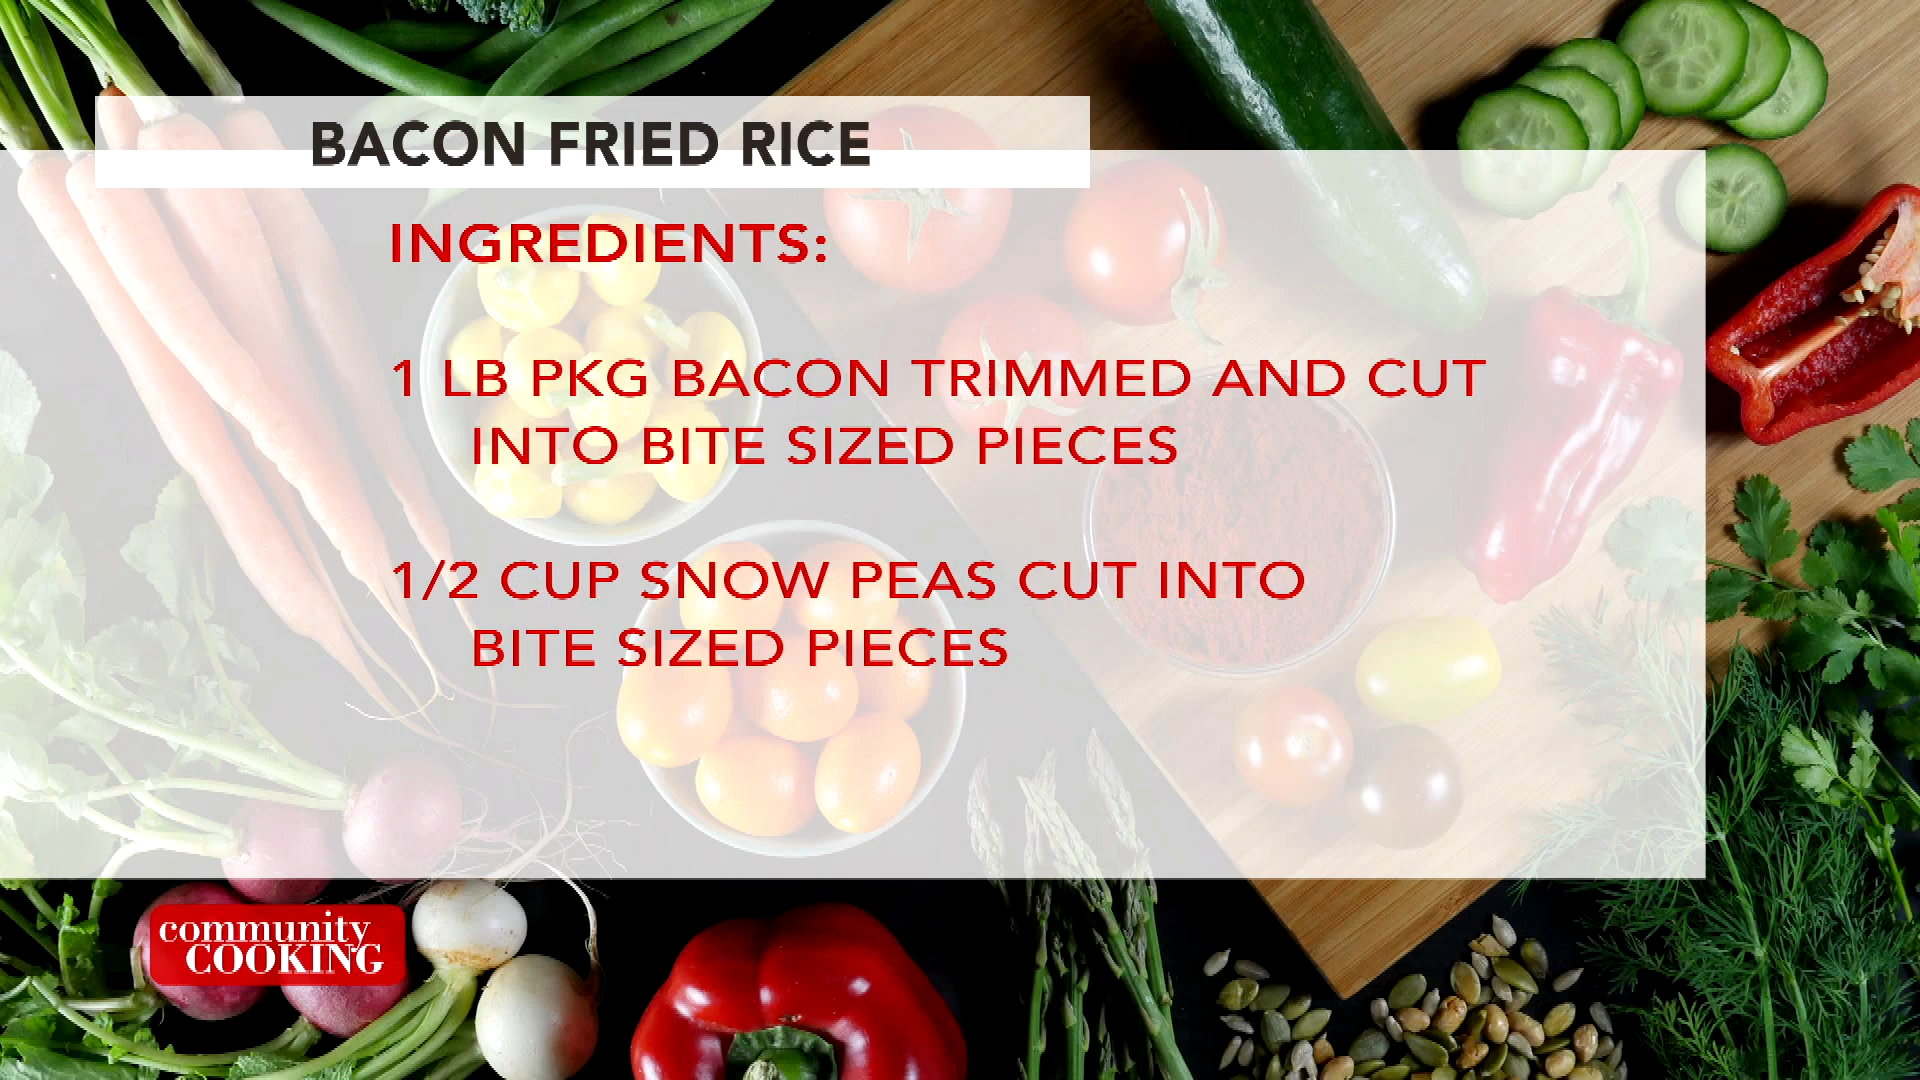 BACON FRIED RICE
INGREDIENTS:
1 LB PKG BACON TRIMMED AND CUT
INTO BITE SIZED PIECES
1/2 CUP SNOW PEAS CUT INTO
BITE SIZED PIECES
community
COOKING